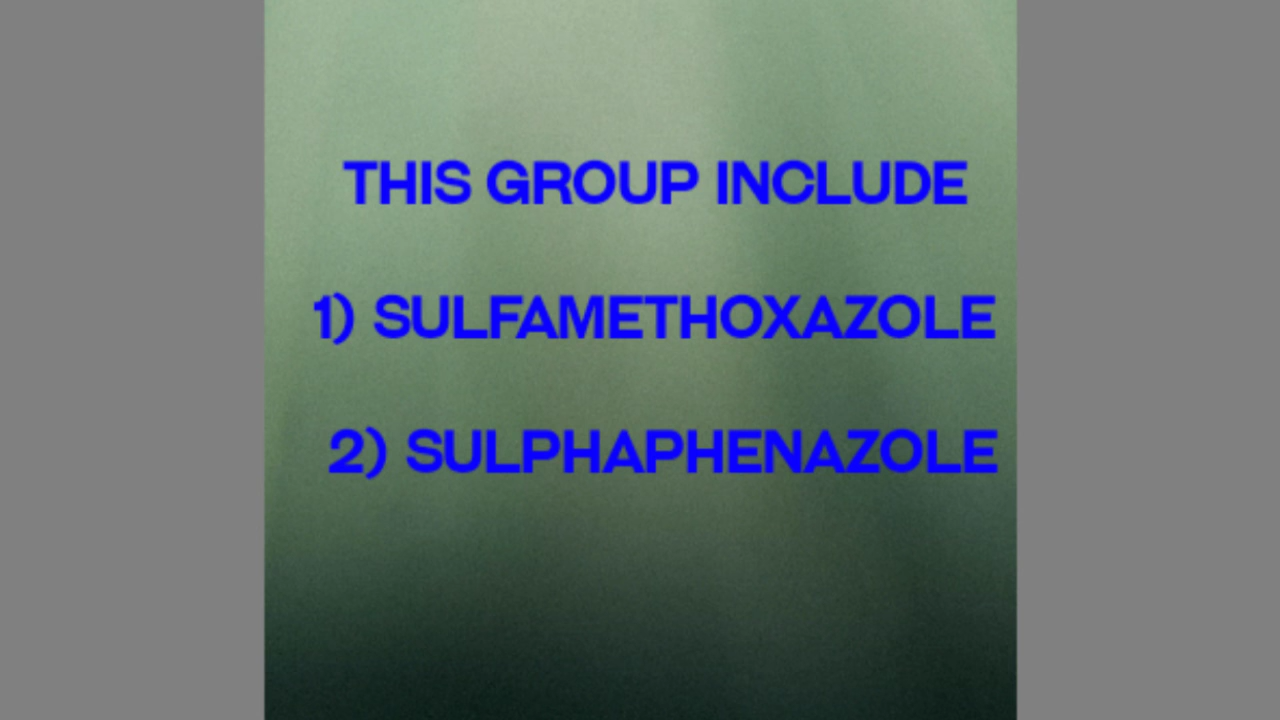 THIS GROUP INCLUDE
1) SULFAMETHOXAZOLE
2) SULPHAPHENAZOLE